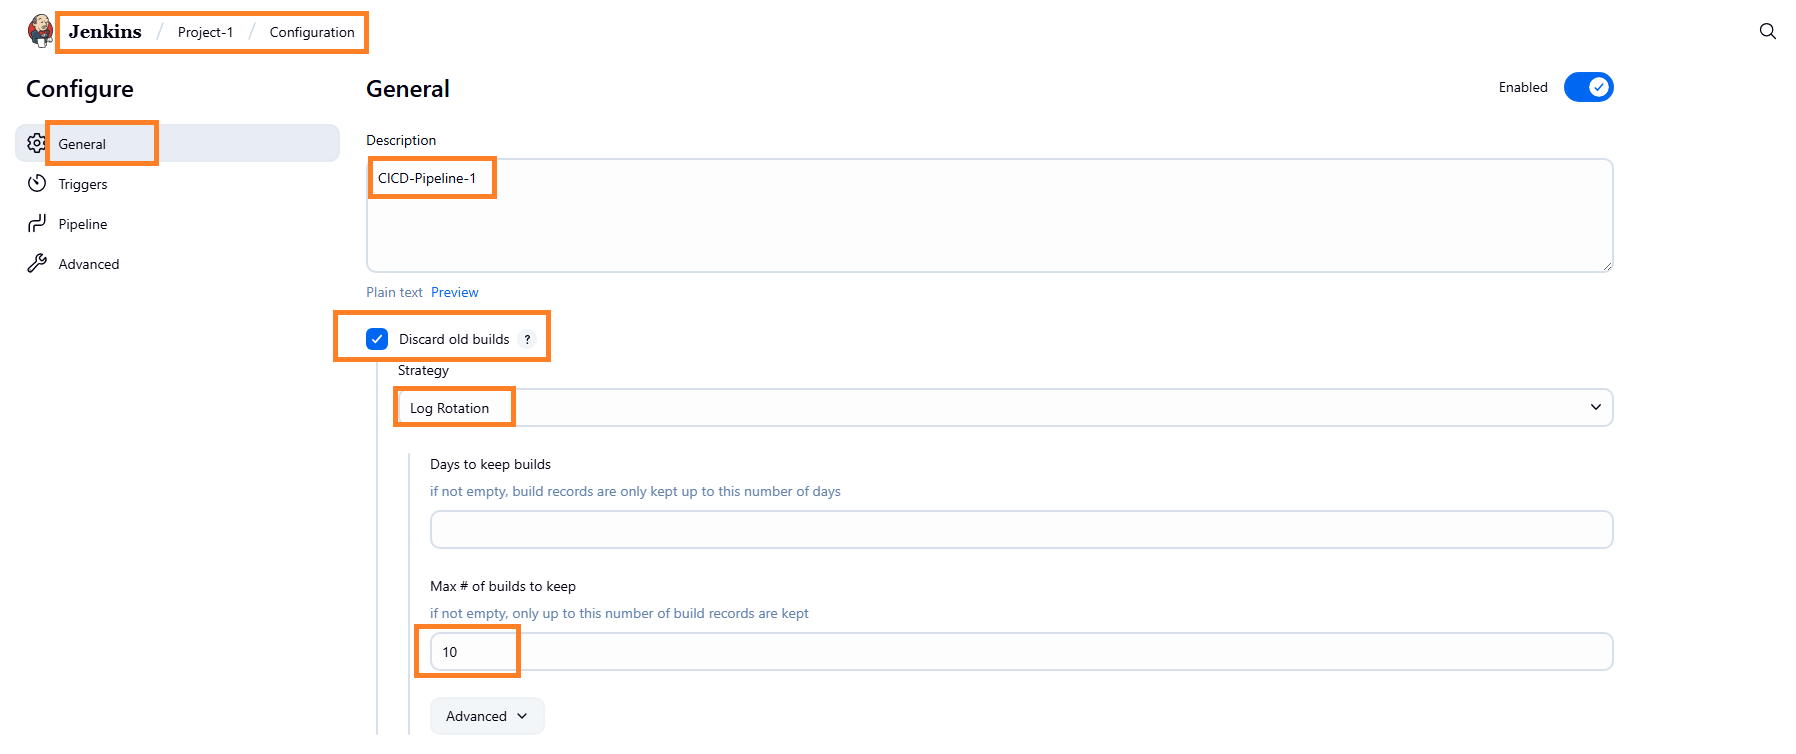 Jenkins / Project-1 / Configuration
Configure
General
Triggers
Pipeline
Advanced
General
Enabled
Description
CICD-Pipeline-1
Plain text Preview
Discard old builds ?
Strategy
Log Rotation
Days to keep builds
if not empty, build records are only kept up to this number of days
Max # of builds to keep
if not empty, only up to this number of build records are kept
10
Advanced